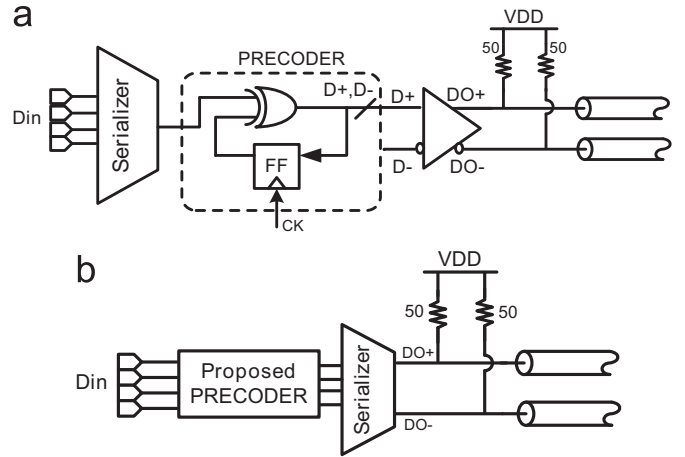 a
VDD
50
50
PRECODER
D+,D-
D+
DO+
Din
Serializer
FF
D-
DO-
CK
b
VDD
50
50
Din
Proposed
PRECODER
Serializer
DO+
DO-